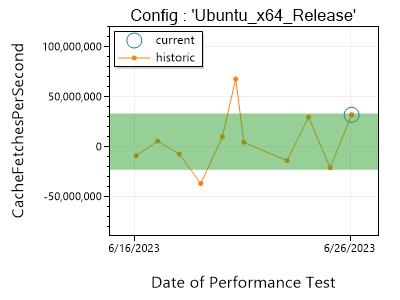 Config : 'Ubuntu_x64_Release'
current
historic
CacheFetchesPerSecond
100,000,000
50,000,000
0
-50,000,000
6/16/2023
6/26/2023
Date of Performance Test